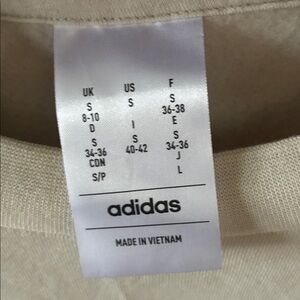 UK US F
S S S
8-10 36-38
D I E
S S S
34-36 40-42 34-36
CDN J
S/P L
adidas
MADE IN VIETNAM